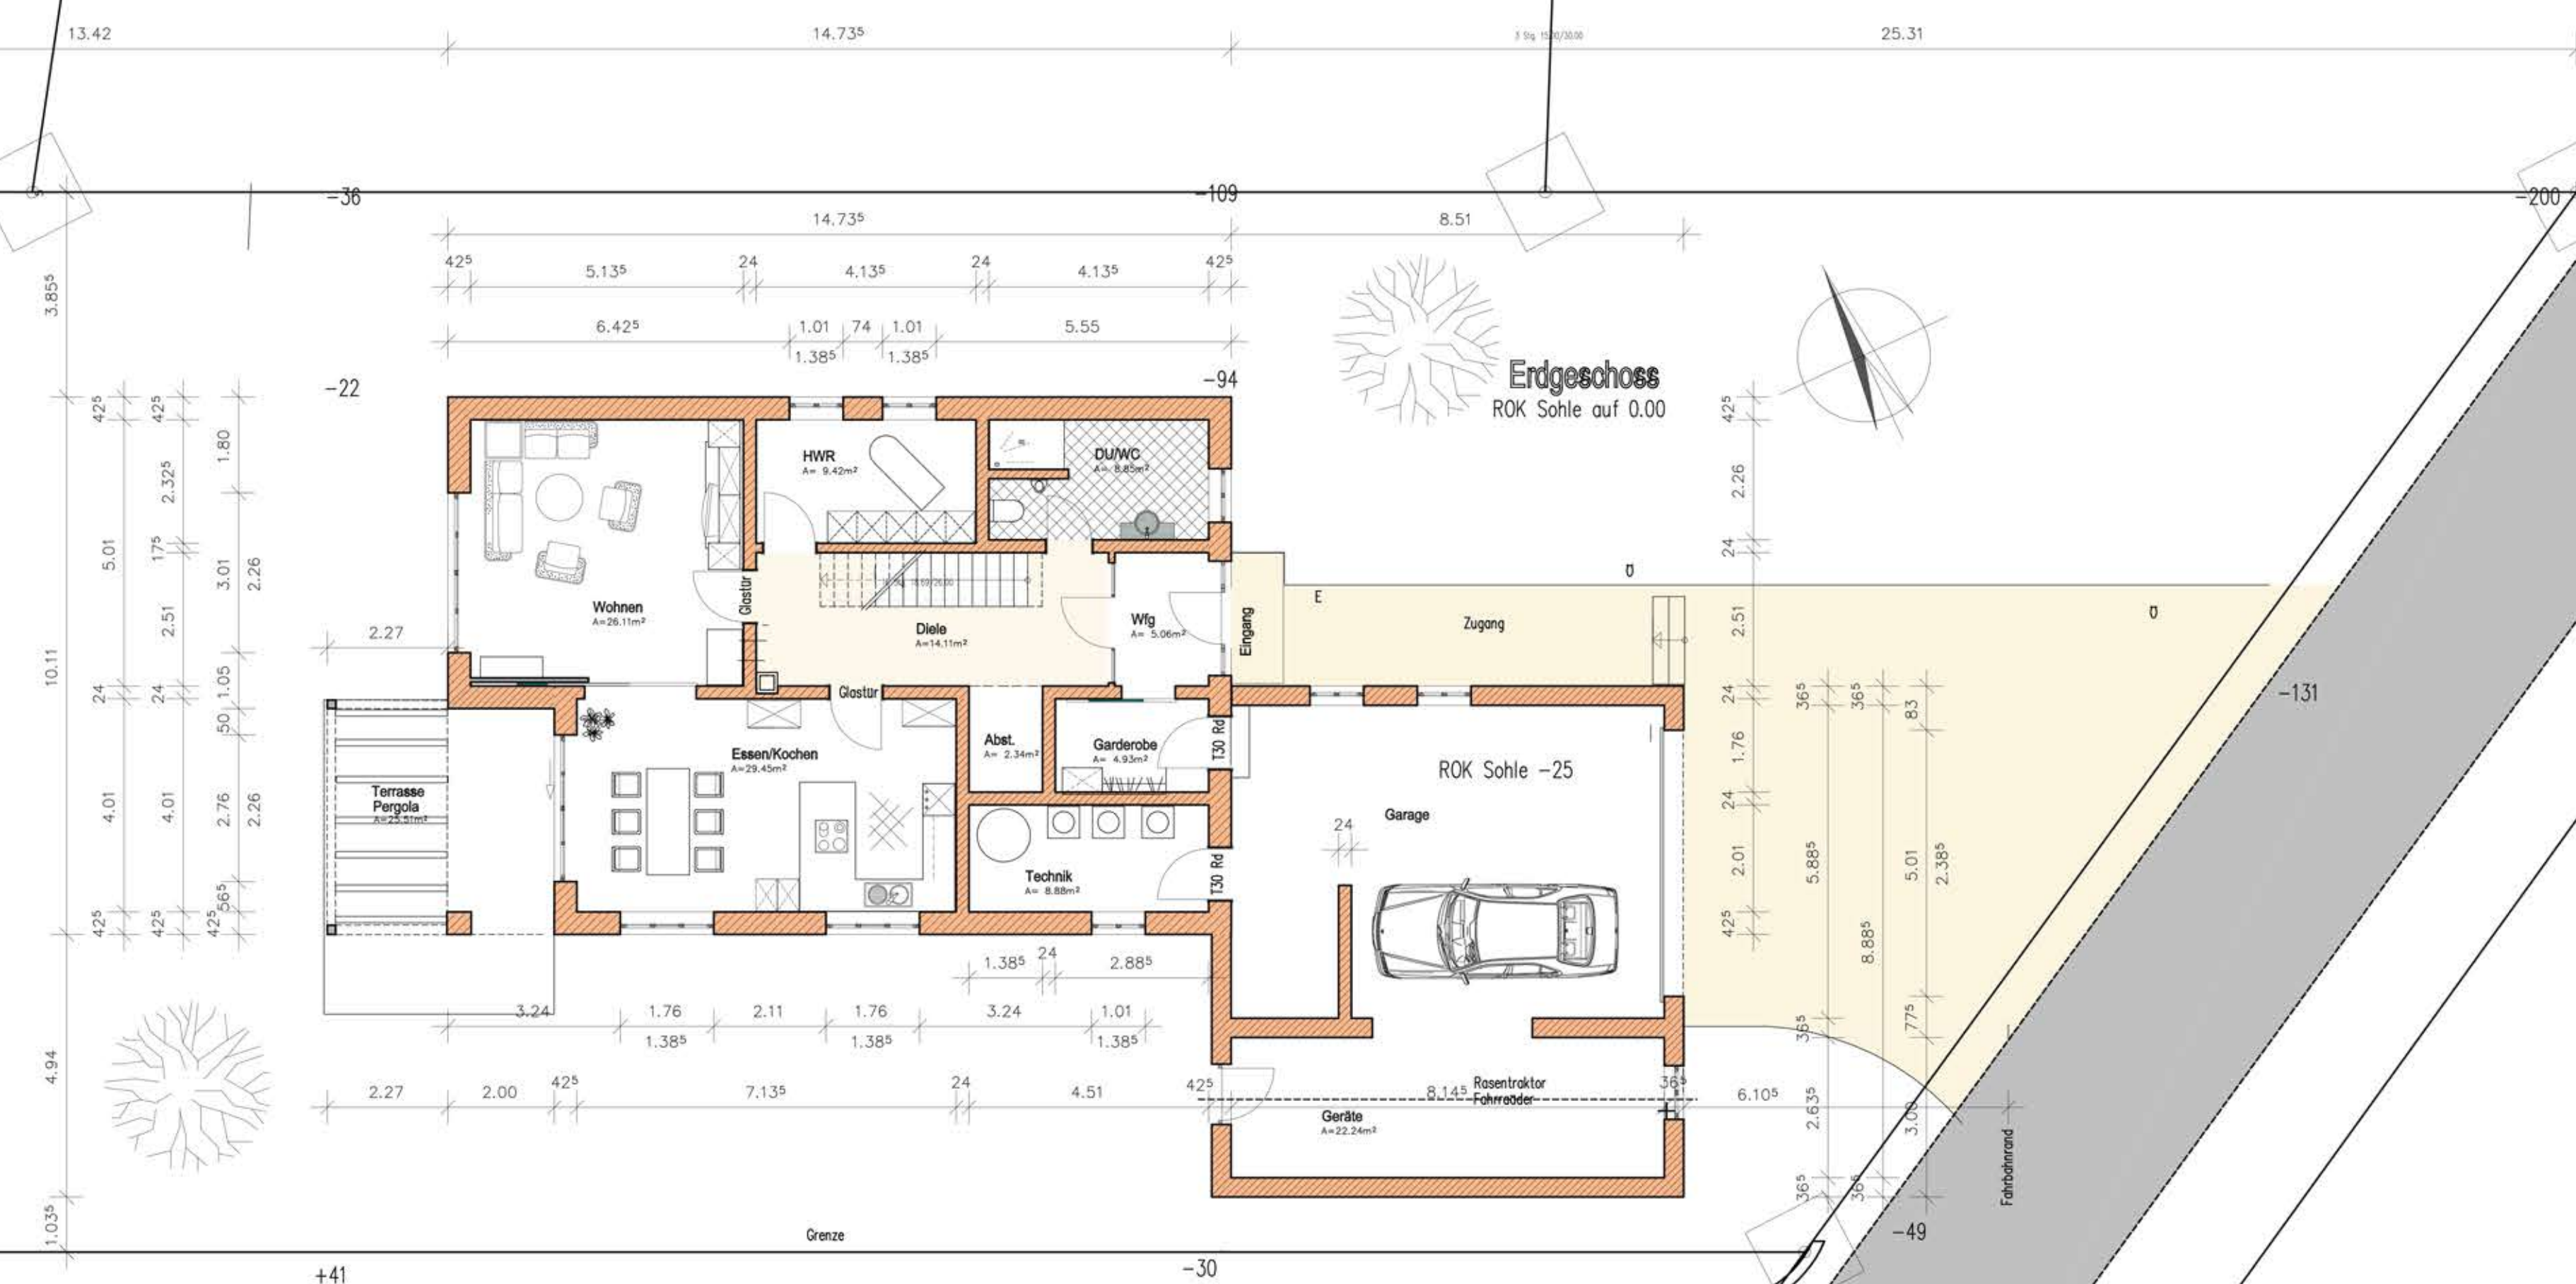 13.42
14.73⁵
25.31
-36
-109
-200
14.73⁵
8.51
42⁵
5.13⁵
24
4.13⁵
24
4.13⁵
42⁵
6.42⁵
1.01
74
1.01
5.55
1.38⁵
1.38⁵
3.85⁵
-22
-94
Erdgeschoss
ROK Sohle auf 0.00
42⁵
42⁵
1.80
2.32⁵
5.01
17⁵
3.01
2.26
2.51
10.11
24
24
1.05
50
4.01
4.01
2.76
2.26
56⁵
42⁵
42⁵
42⁵
4.94
1.03⁵
2.27
HWR
A= 9.42m²
DU/WC
A= 8.85m²
Wohnen
A=26.11m²
Glastür
Diele
A=14.11m²
Wfg
A= 5.06m²
Eingang
E
Zugang
Glastür
Essen/Kochen
A=29.45m²
Abst.
A= 2.34m²
Garderobe
A= 4.93m²
T30 Rd
Terrasse
Pergola
A=25.51m²
Technik
A= 8.88m²
T30 Rd
ROK Sohle -25
Garage
24
42⁵
2.26
24
2.51
24
1.76
24
2.01
42⁵
36⁵
36⁵
83
5.88⁵
5.01
2.38⁵
8.88⁵
36⁵
77⁵
2.63⁵
3.00
36⁵
36⁵
-131
1.38⁵
24
2.88⁵
3.24
1.76
2.11
1.76
3.24
1.01
1.38⁵
1.38⁵
1.38⁵
2.27
2.00
42⁵
7.13⁵
24
4.51
42⁵
8.14⁵
Rasentraktor
Fahrraeder
36⁵
6.10⁵
Geräte
A=22.24m²
Fahrbahnrand
Grenze
-49
+41
-30